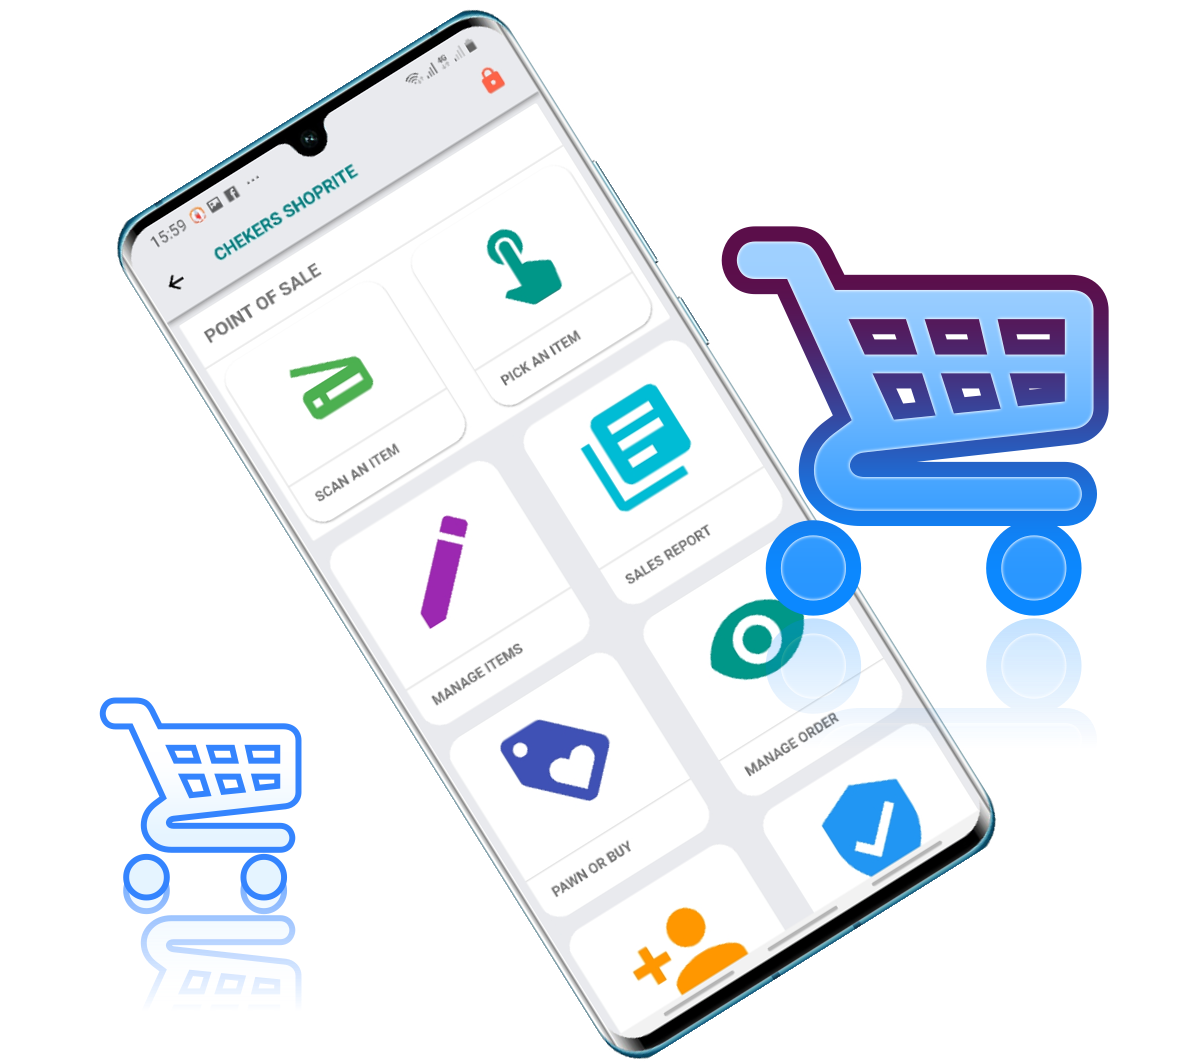 15:59
4G
CHEKERS SHOPRITE
POINT OF SALE
SCAN AN ITEM
PICK AN ITEM
MANAGE ITEMS
SALES REPORT
PAWN OR BUY
MANAGE ORDER